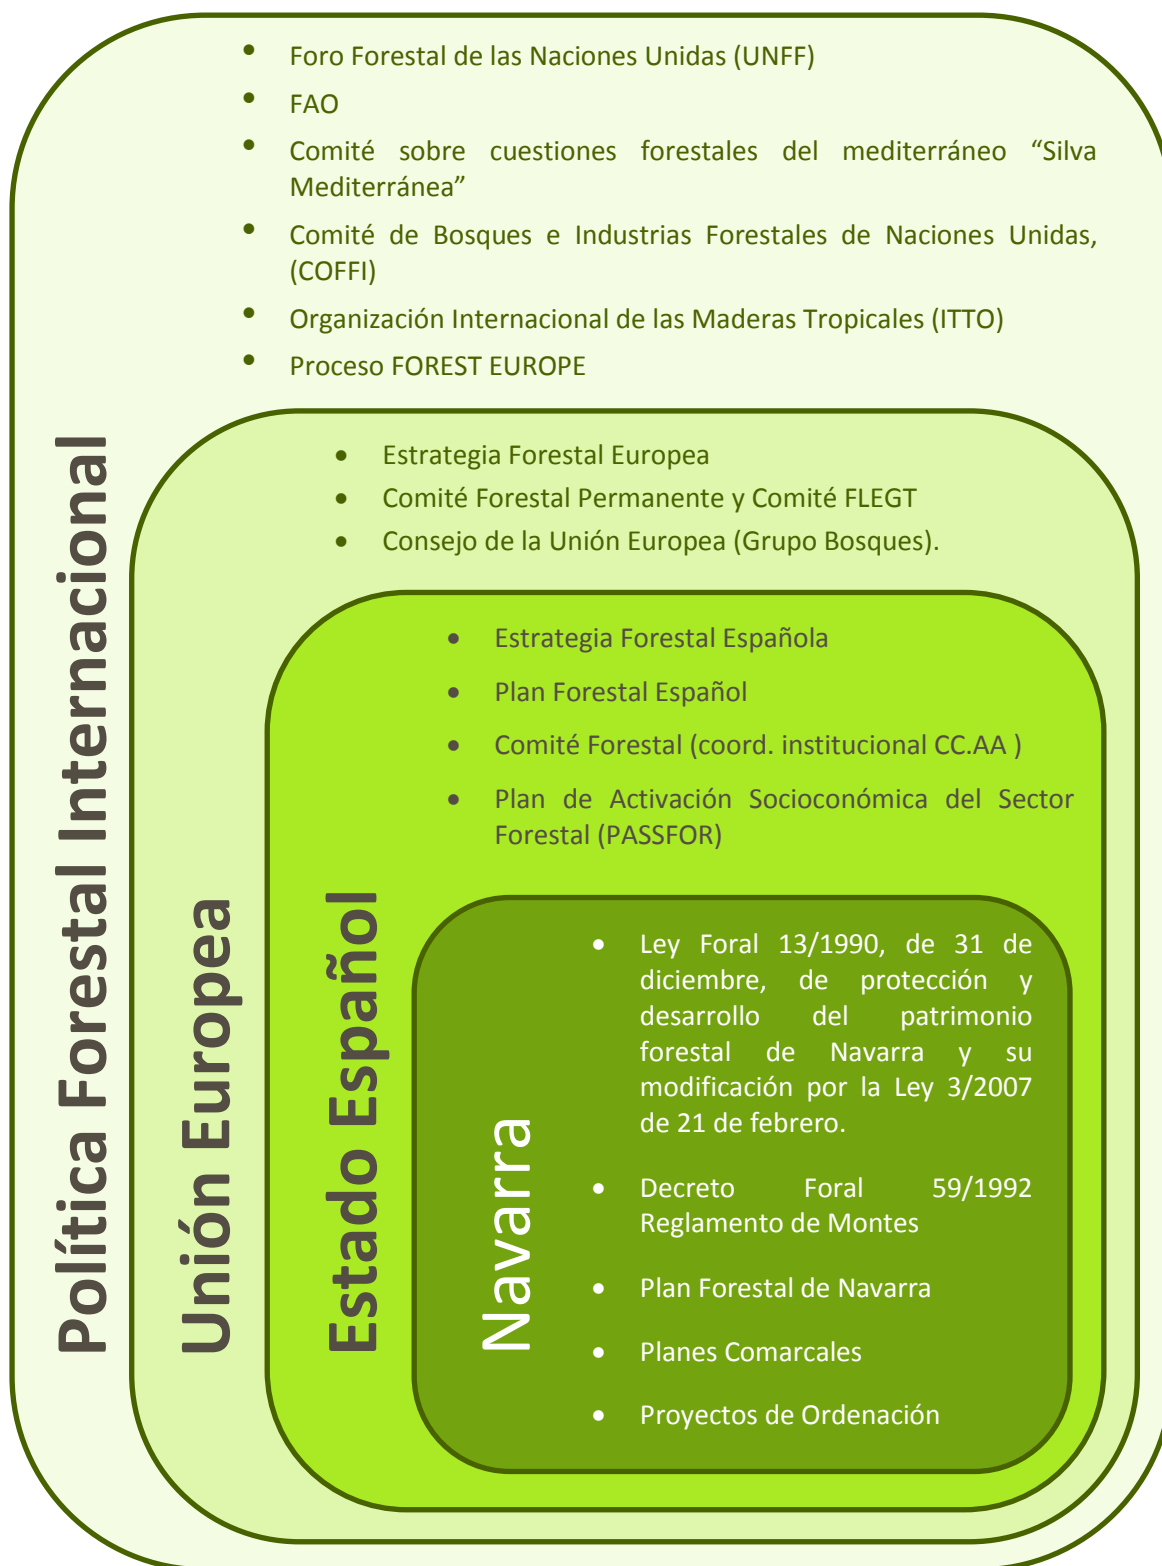 • Foro Forestal de las Naciones Unidas (UNFF)
• FAO
• Comité sobre cuestiones forestales del mediterráneo “Silva
Mediterránea”
• Comité de Bosques e Industrias Forestales de Naciones Unidas,
(COFFI)
• Organización Internacional de las Maderas Tropicales (ITTO)
• Proceso FOREST EUROPE
Política Forestal Internacional
• Estrategia Forestal Europea
• Comité Forestal Permanente y Comité FLEGT
• Consejo de la Unión Europea (Grupo Bosques).
Unión Europea
• Estrategia Forestal Española
• Plan Forestal Español
• Comité Forestal (coord. institucional CC.AA )
• Plan de Activación Socioconómica del Sector
Forestal (PASSFOR)
Estado Español
• Ley Foral 13/1990, de 31 de
diciembre, de protección y
desarrollo del patrimonio
forestal de Navarra y su
modificación por la Ley 3/2007
de 21 de febrero.
• Decreto Foral 59/1992
Reglamento de Montes
• Plan Forestal de Navarra
• Planes Comarcales
• Proyectos de Ordenación
Navarra